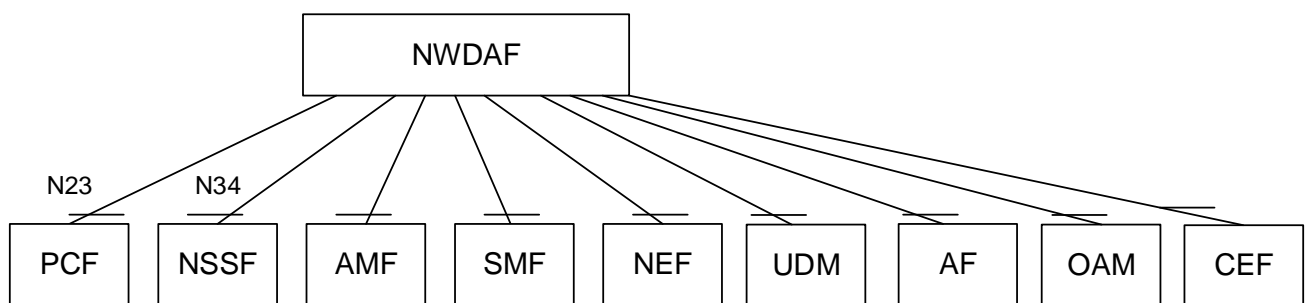 NWDAF
N23 N34
PCF NSSF AMF SMF NEF UDM AF OAM CEF